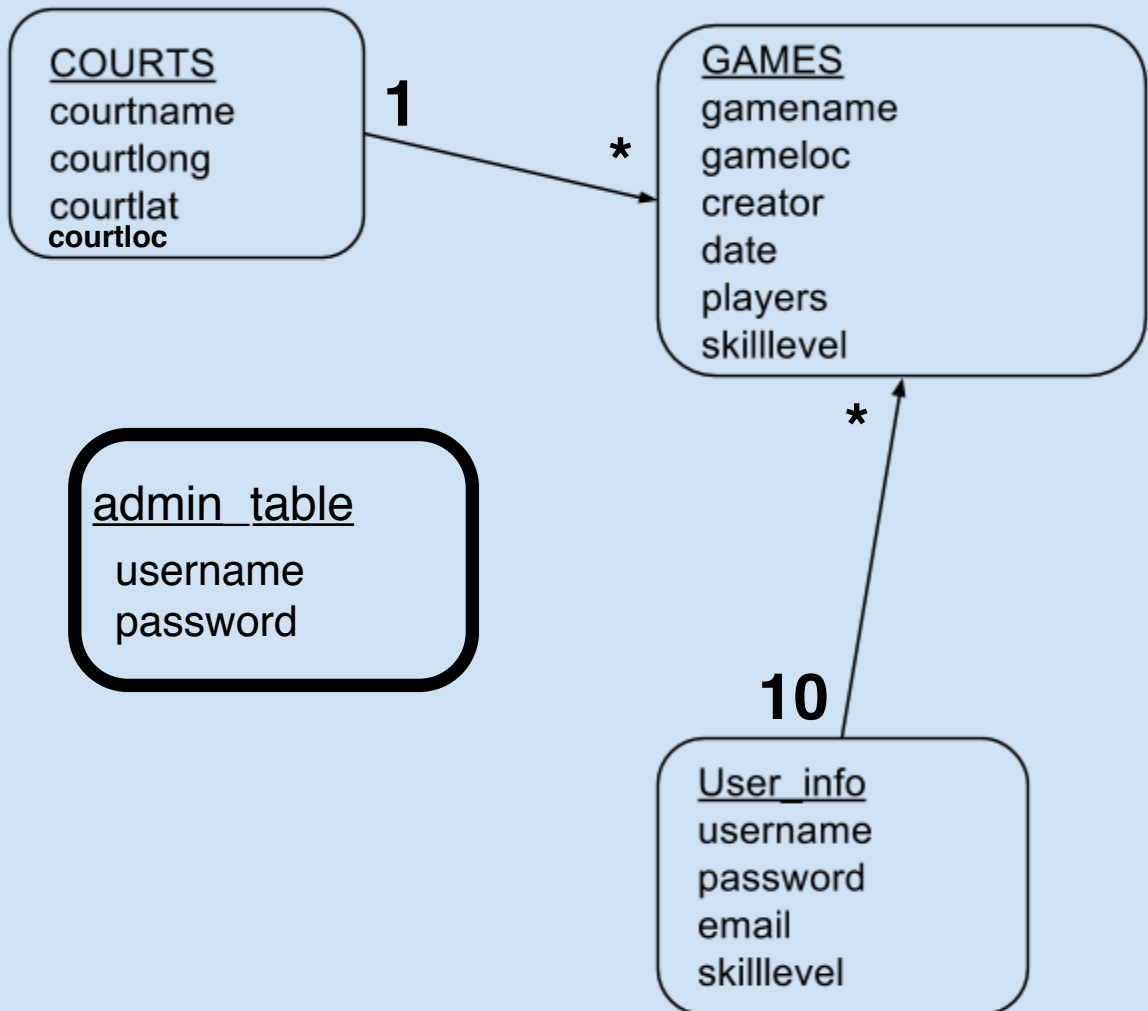 COURTS
courtname
courtlong
courtlat
courtloc
1
*
GAMES
gamename
gameloc
creator
date
players
skilllevel
*
admin_table
username
password
10
User_info
username
password
email
skilllevel